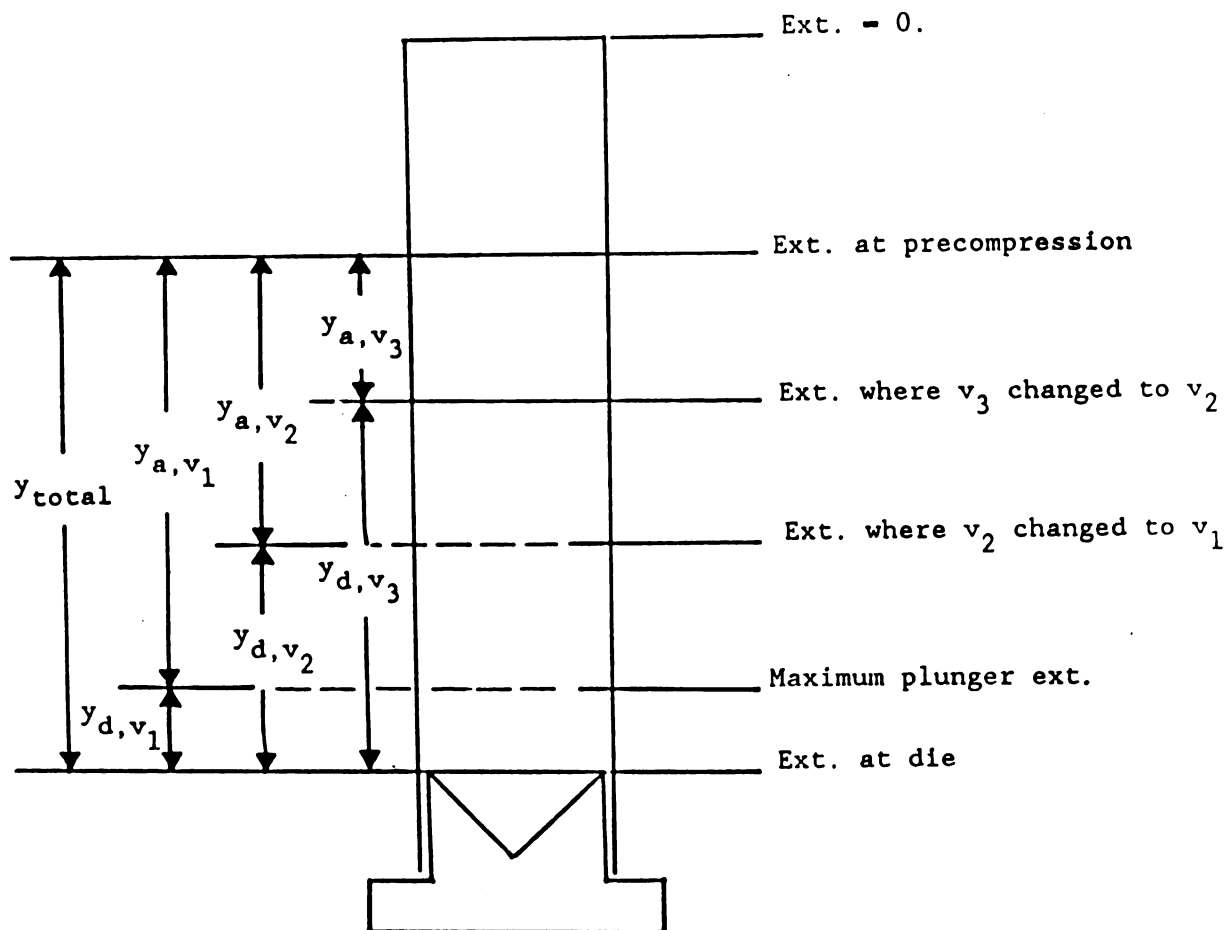 Ext. = 0.
Ext. at precompression
y_a,v_3
Ext. where v_3 changed to v_2
y_a,v_2
y_a,v_1
y_total
Ext. where v_2 changed to v_1
y_d,v_3
y_d,v_2
Maximum plunger ext.
y_d,v_1
Ext. at die